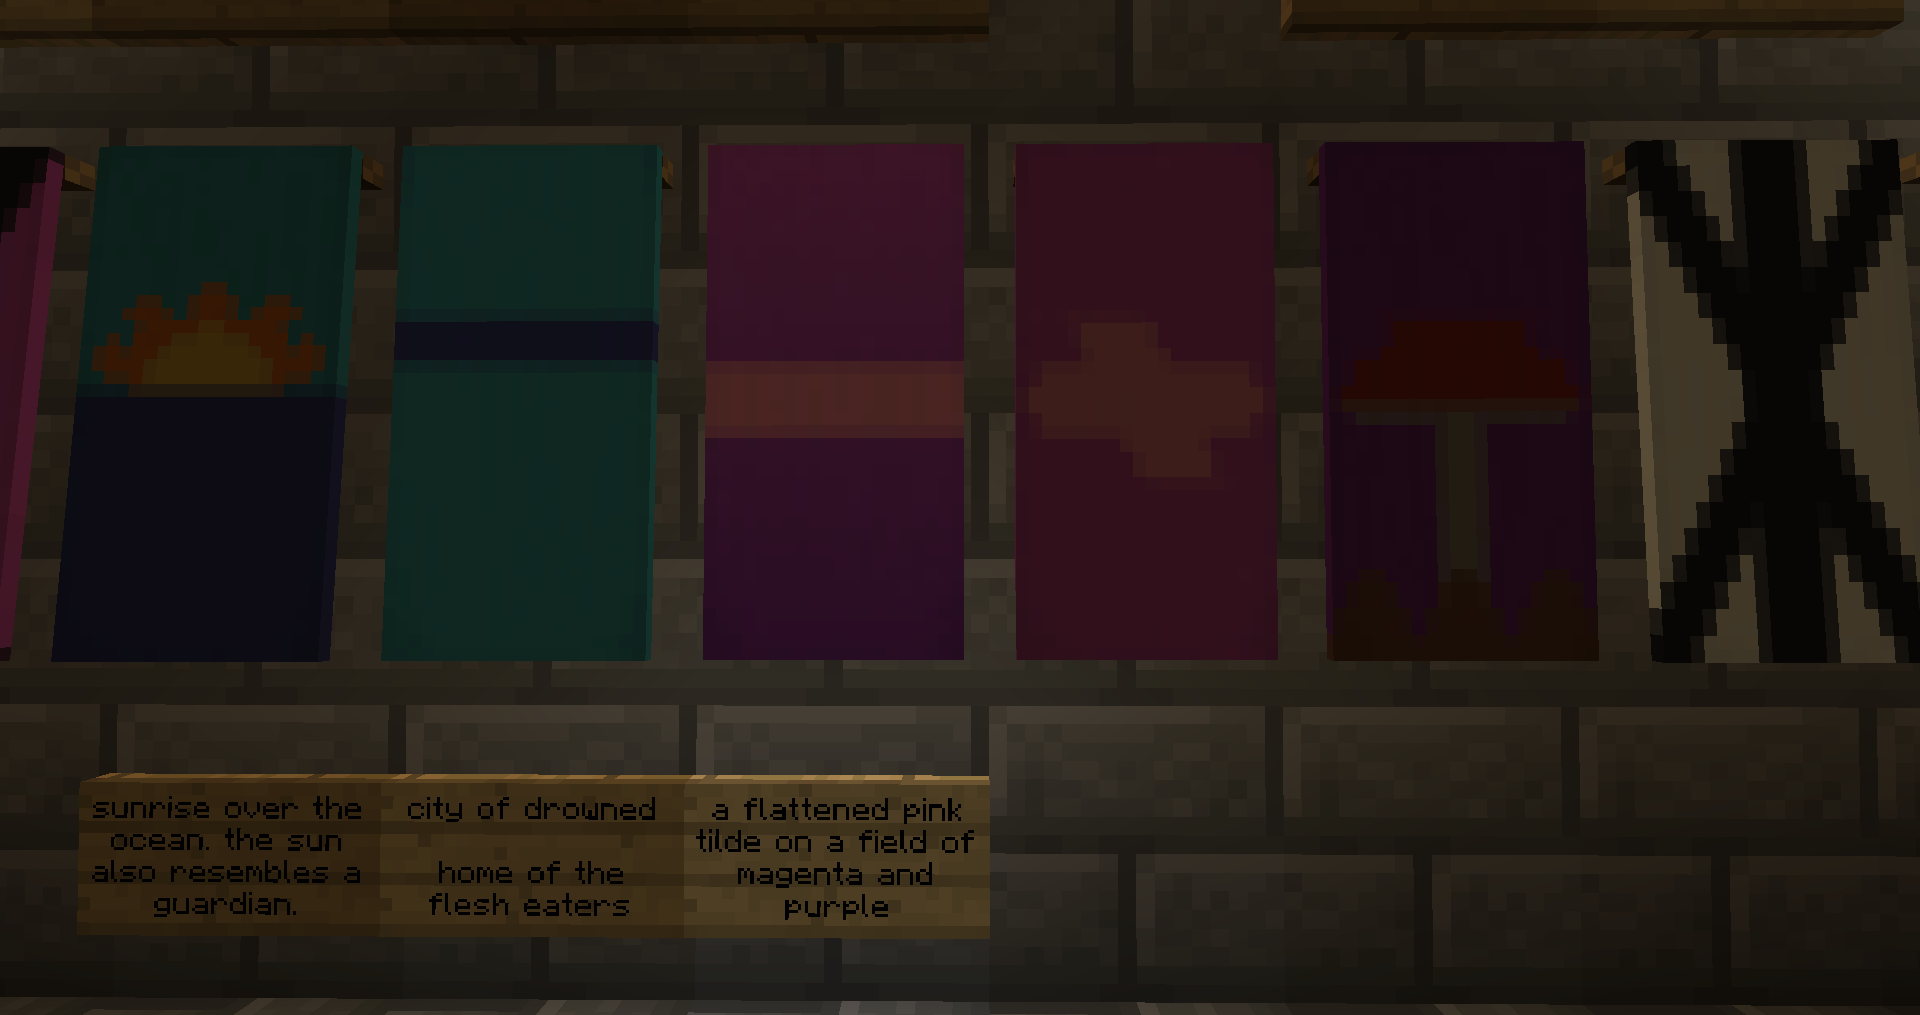 sunrise over the
ocean. the sun
also resembles a
guardian.
city of drowned
home of the
flesh eaters
a flattened pink
tilde on a field of
magenta and
purple